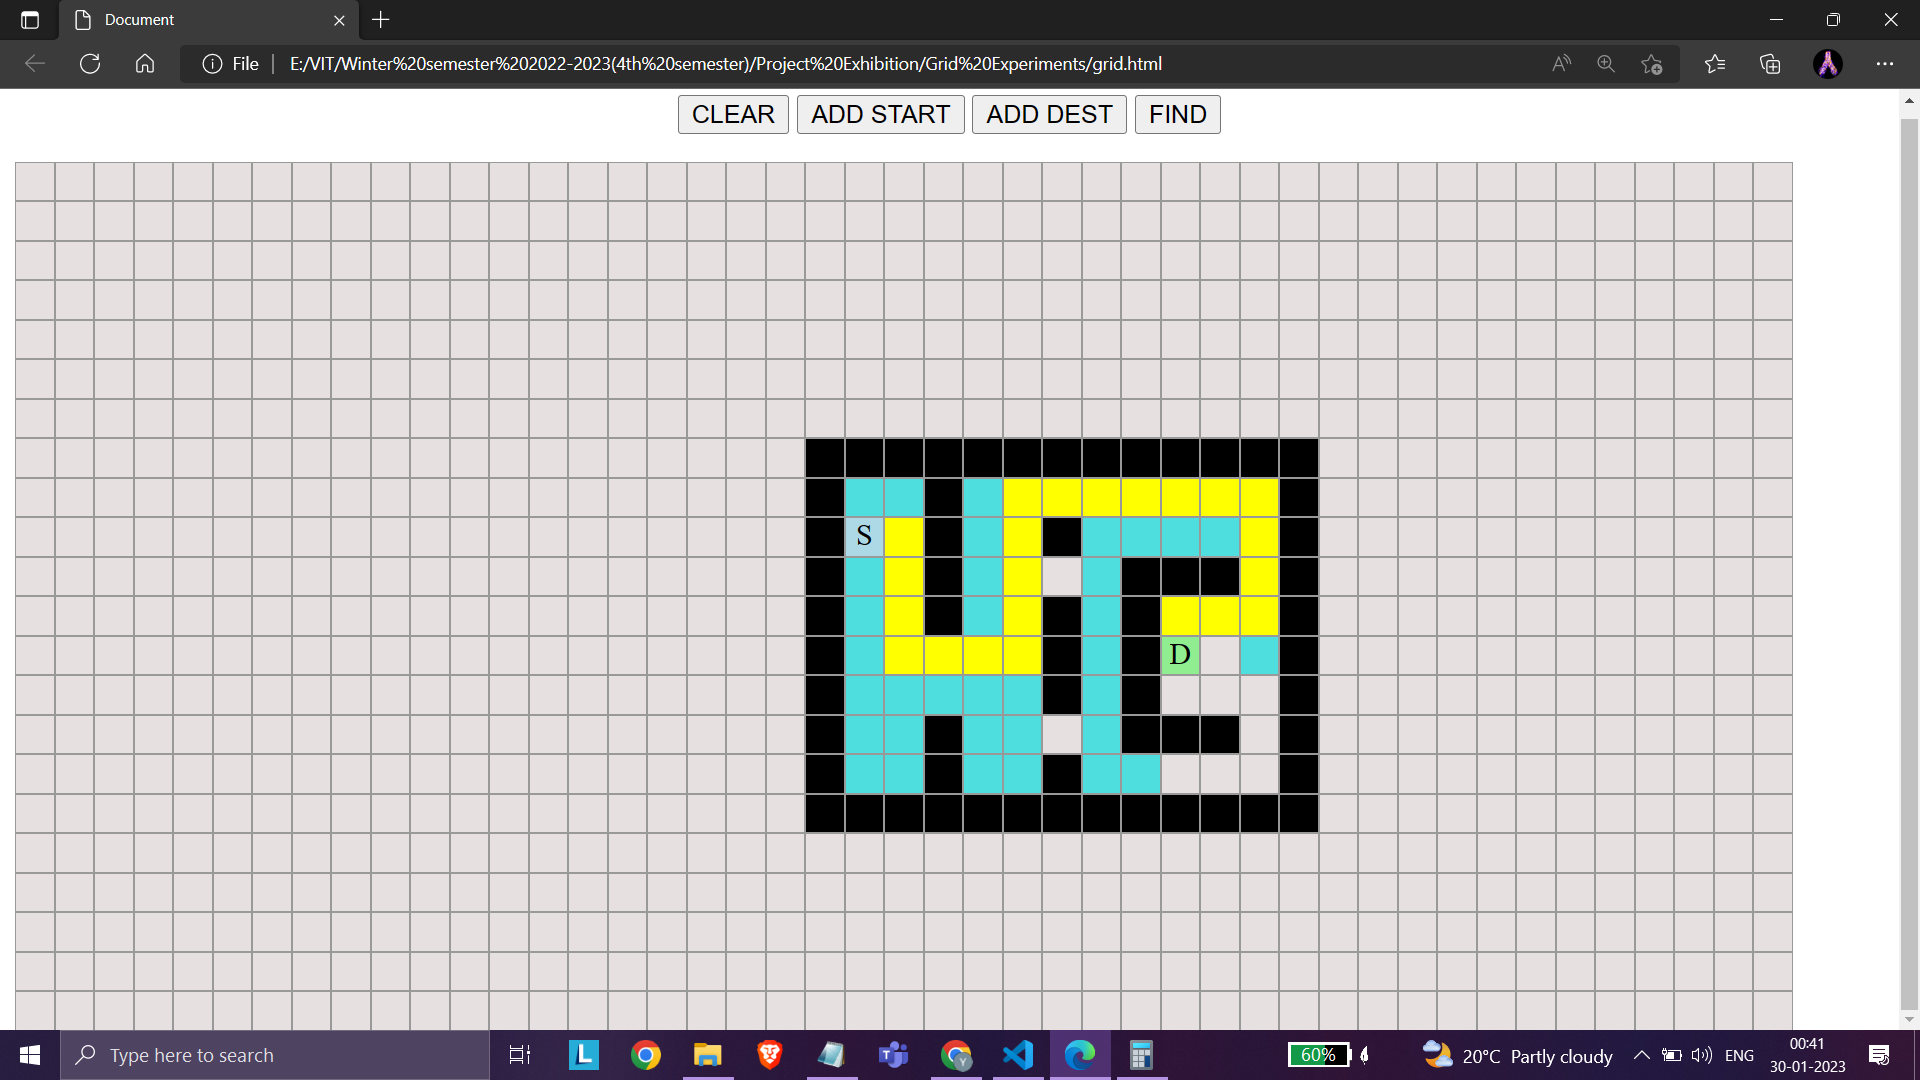 Document
File
E:/VIT/Winter%20semester%202022-2023(4th%20semester)/Project%20Exhibition/Grid%20Experiments/grid.html
CLEAR ADD START ADD DEST FIND
S
D
Type here to search
L
Y
60%
20°C Partly cloudy
ENG
00:41
30-01-2023